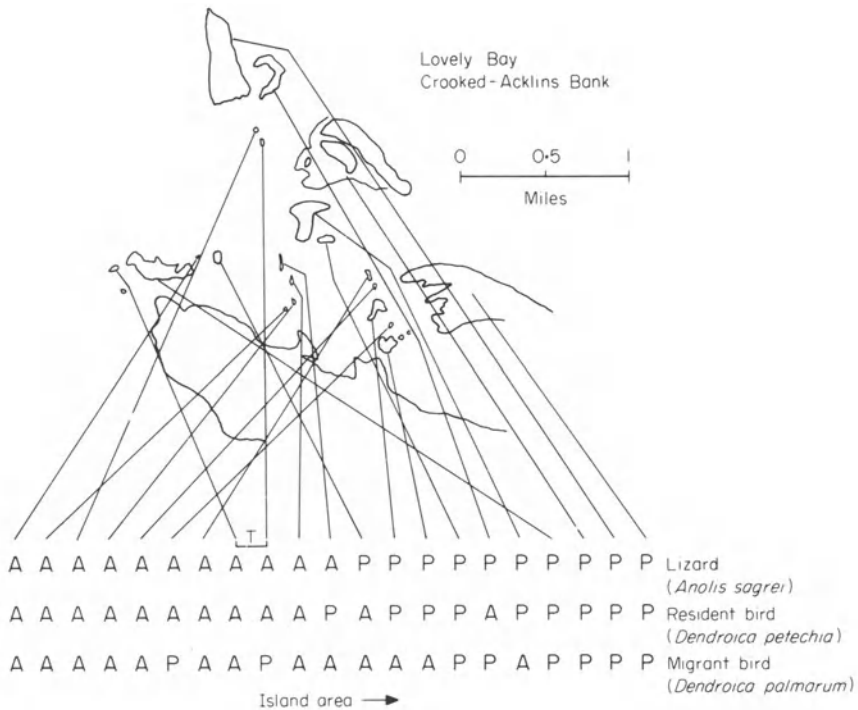 Lovely Bay
Crooked-Acklins Bank
0 0·5 1
Miles
T
A A A A A A A A A A A P P P P P P P P P P Lizard
(Anolis sagrei)
A A A A A A A A A A P A P P P A P P P P P Resident bird
(Dendroica petechia)
A A A A A P A A P A A A A A P P A P P P P Migrant bird
(Dendroica palmarum)
Island area →